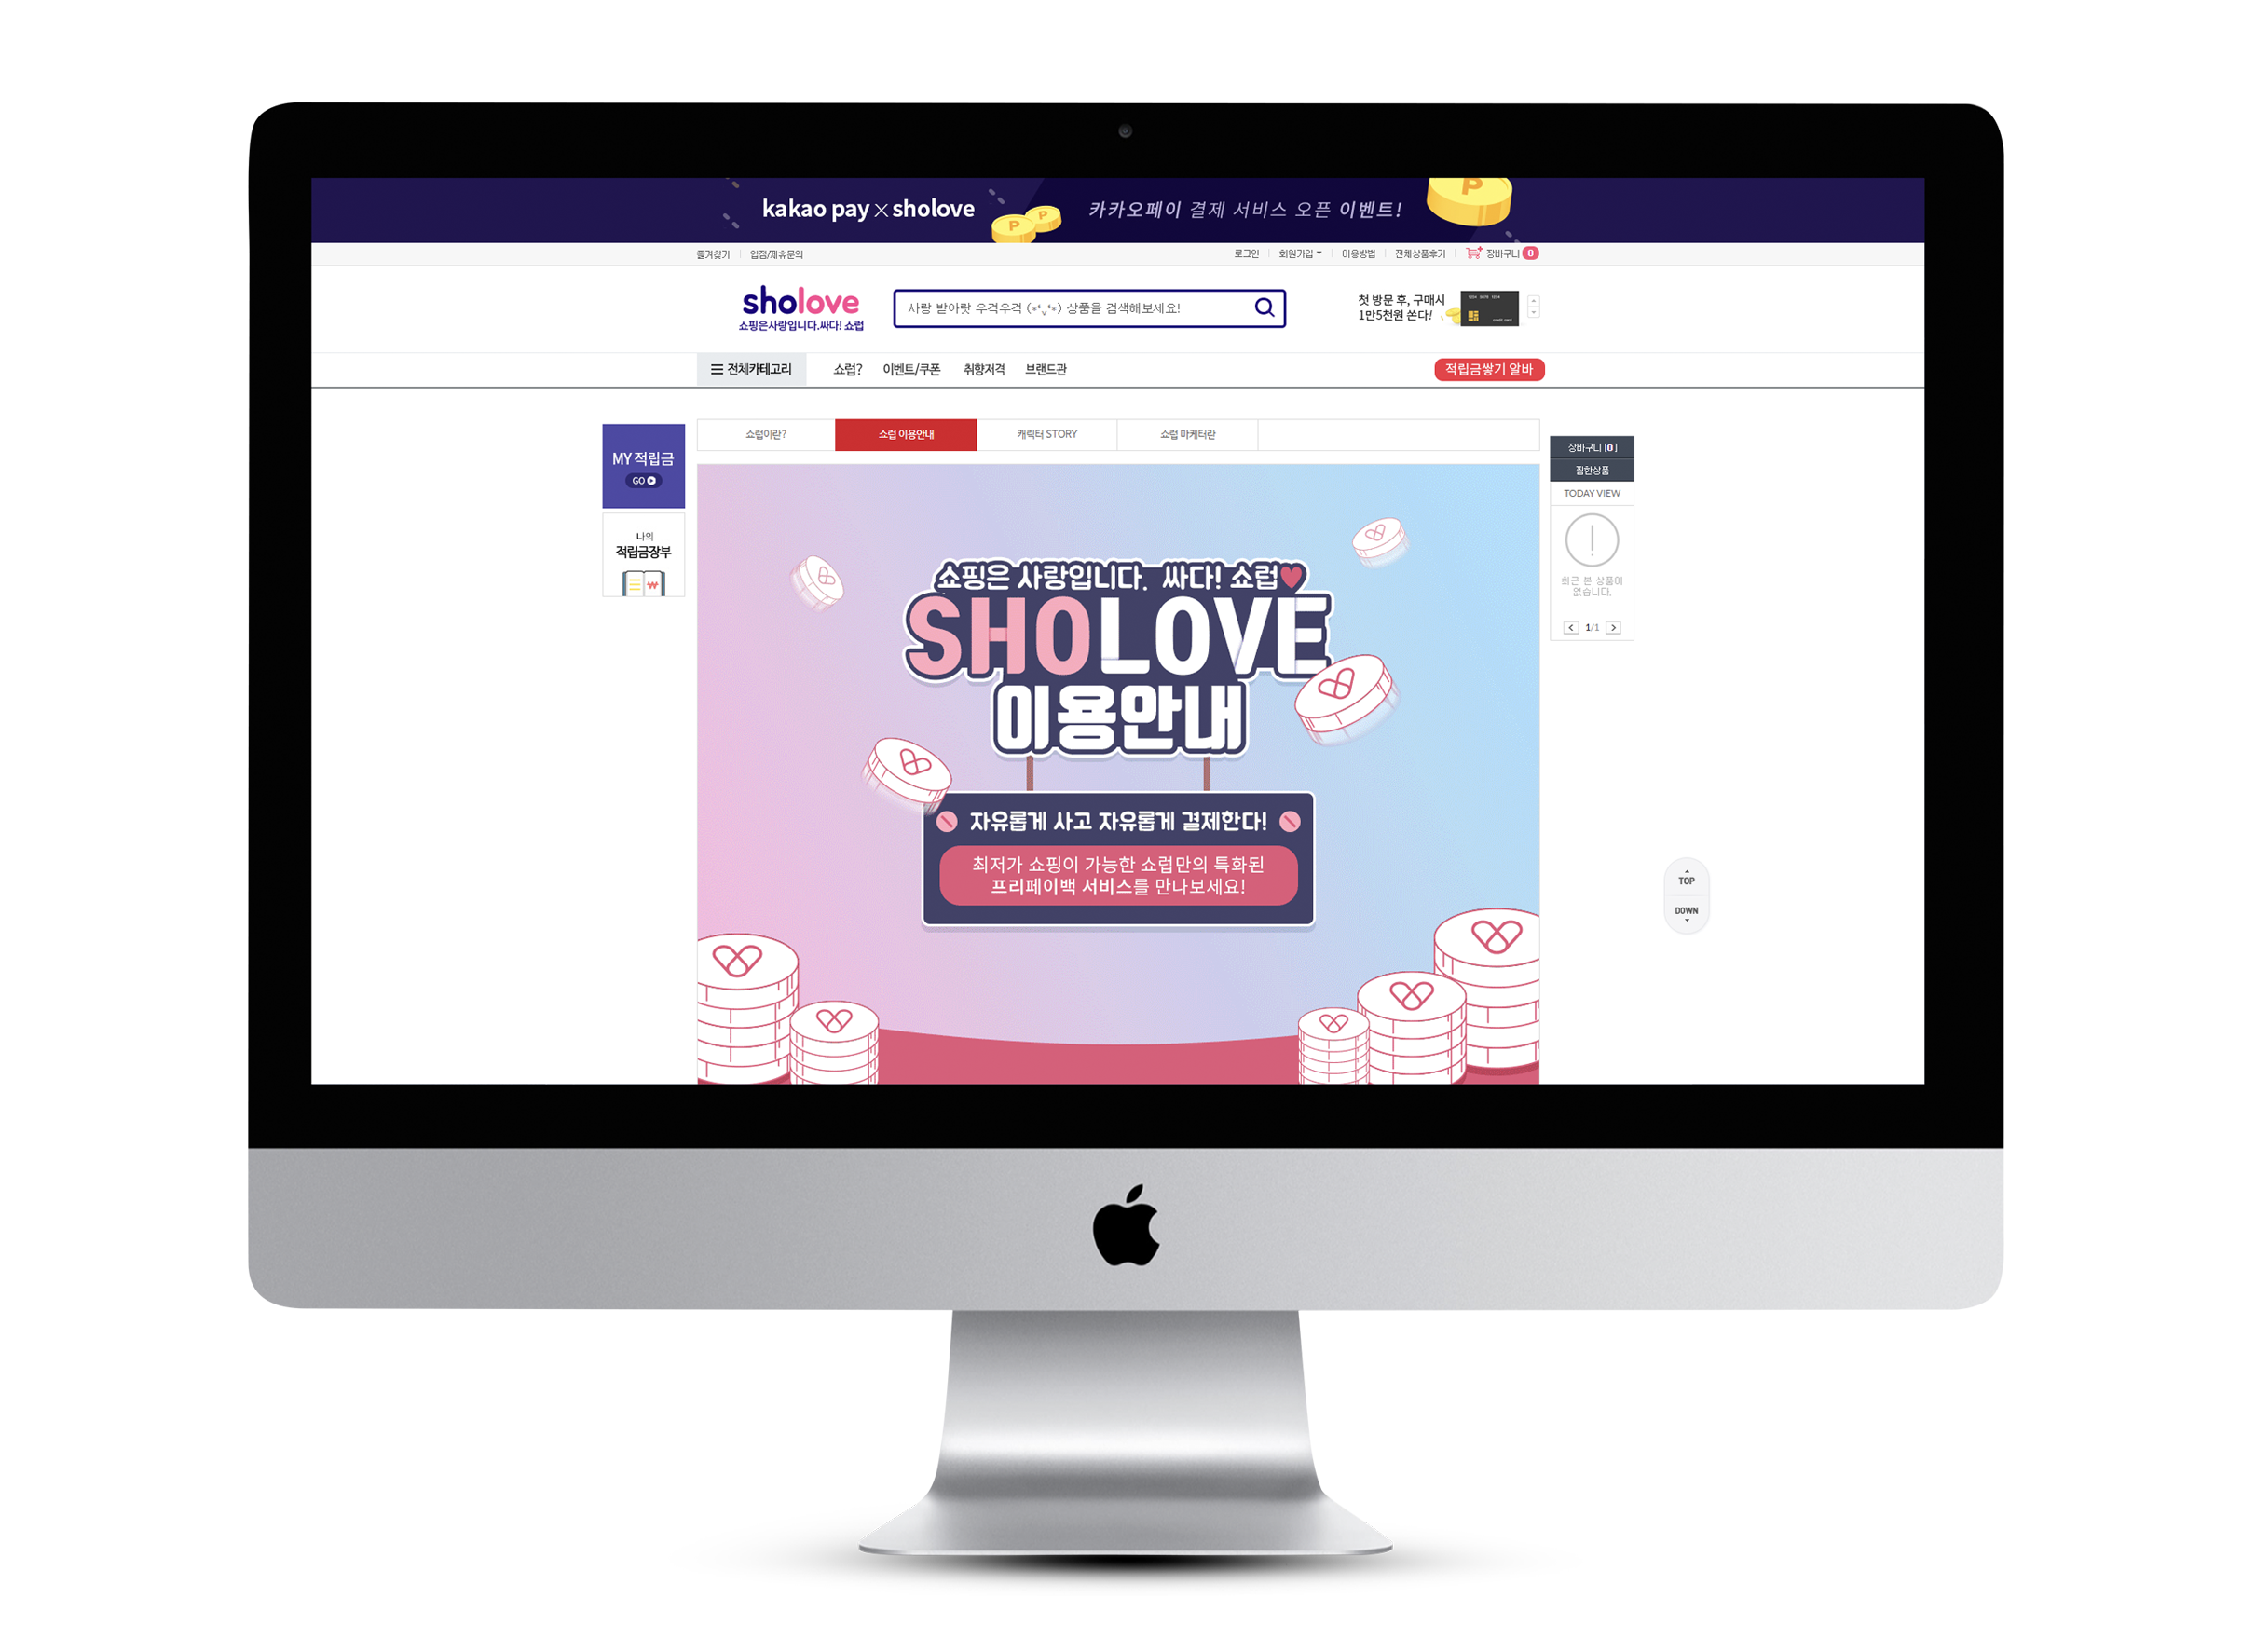 kakao pay × sholove
카카오페이 결제 서비스 오픈 이벤트!
즐겨찾기
입점/제휴문의
로그인
회원가입
이용방법
전체상품후기
장바구니 0
sholove
쇼핑은사랑입니다.싸다! 쇼럽
사랑 받아랏 우걱우걱 (⁎❛ᴗ❛⁎) 상품을 검색해보세요!
첫 방문 후, 구매시
1만5천원 쏜다!
전체카테고리
쇼럽?
이벤트/쿠폰
취향저격
브랜드관
적립금쌓기 알바
쇼럽이란?
쇼럽 이용안내
캐릭터 STORY
쇼럽 마케터란
MY 적립금
GO
나의
적립금장부
장바구니 [0]
찜한상품
TODAY VIEW
최근 본 상품이
없습니다.
1/1
쇼핑은 사랑입니다. 싸다! 쇼럽
SHOLOVE
이용안내
자유롭게 사고 자유롭게 결제한다!
최저가 쇼핑이 가능한 쇼럽만의 특화된
프리페이백 서비스를 만나보세요!
TOP
DOWN